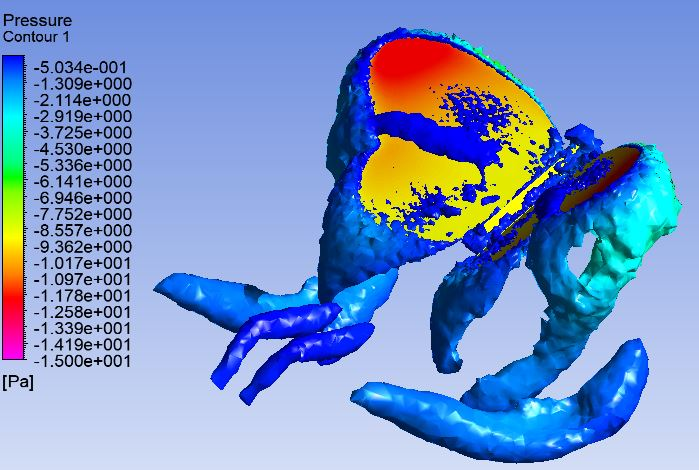 Pressure
Contour 1
-5.034e-001
-1.309e+000
-2.114e+000
-2.919e+000
-3.725e+000
-4.530e+000
-5.336e+000
-6.141e+000
-6.946e+000
-7.752e+000
-8.557e+000
-9.362e+000
-1.017e+001
-1.097e+001
-1.178e+001
-1.258e+001
-1.339e+001
-1.419e+001
-1.500e+001
[Pa]